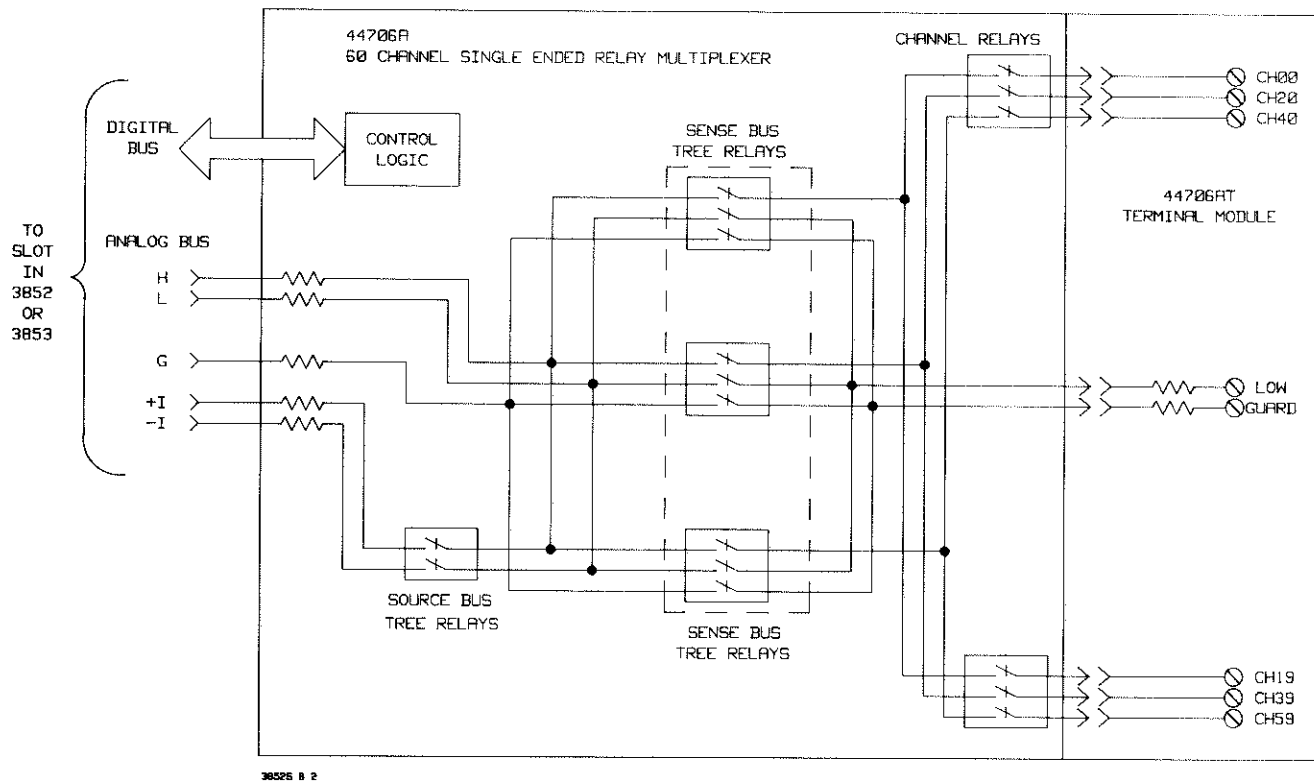 44706A
60 CHANNEL SINGLE ENDED RELAY MULTIPLEXER
CHANNEL RELAYS
CH00
CH20
CH40
DIGITAL
BUS
CONTROL
LOGIC
SENSE BUS
TREE RELAYS
44706AT
TERMINAL MODULE
TO
SLOT
IN
3852
OR
3853
ANALOG BUS
H
L
G
+I
-I
LOW
GUARD
SOURCE BUS
TREE RELAYS
SENSE BUS
TREE RELAYS
CH19
CH39
CH59
3852S B 2